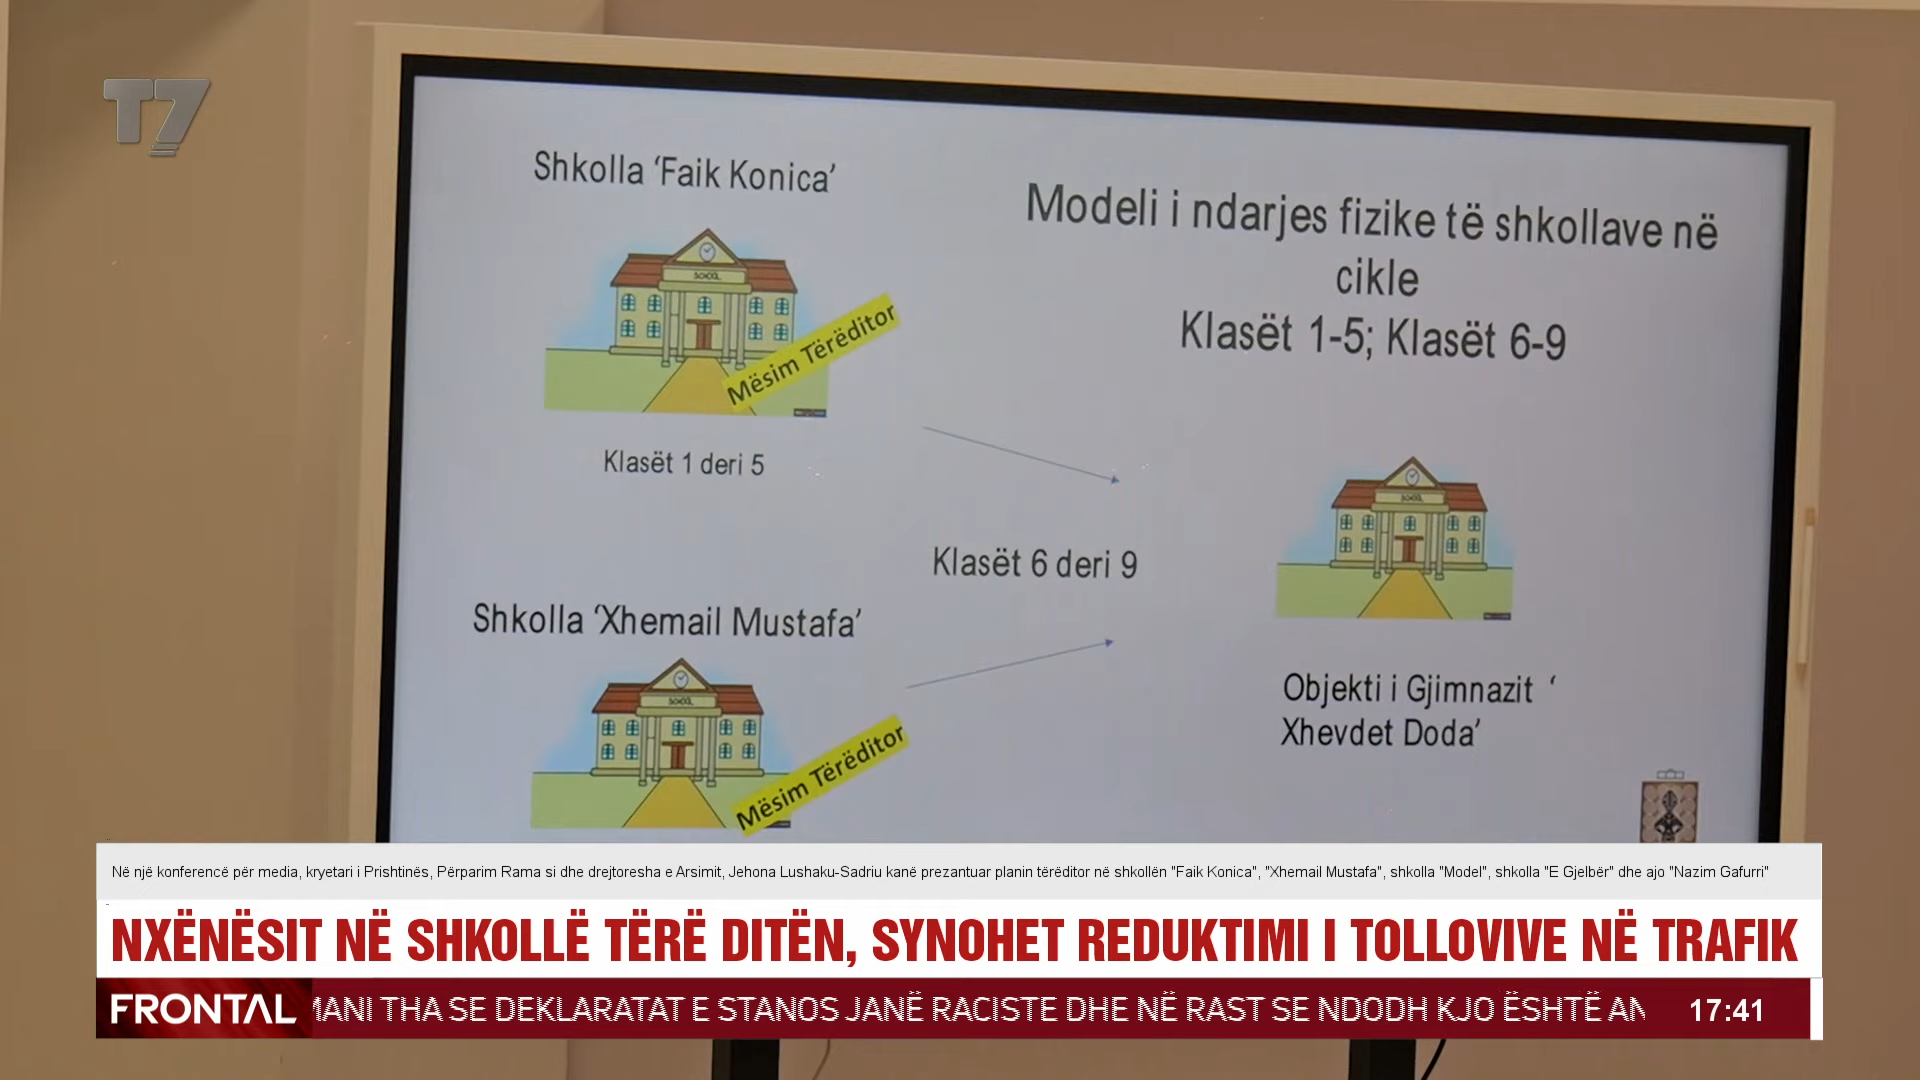 T7
Shkolla ‘Faik Konica’
Modeli i ndarjes fizike të shkollave në
cikle
Klasët 1-5; Klasët 6-9
SCHOOL
Mësim Tërëditor
Klasët 1 deri 5
SCHOOL
Klasët 6 deri 9
Shkolla ‘Xhemail Mustafa’
SCHOOL
Mësim Tërëditor
Objekti i Gjimnazit ‘
Xhevdet Doda’
Në një konferencë për media, kryetari i Prishtinës, Përparim Rama si dhe drejtoresha e Arsimit, Jehona Lushaku-Sadriu kanë prezantuar planin tërëditor në shkollën "Faik Konica", "Xhemail Mustafa", shkolla "Model", shkolla "E Gjelbër" dhe ajo "Nazim Gafurri"
NXËNËSIT NË SHKOLLË TËRË DITËN, SYNOHET REDUKTIMI I TOLLOVIVE NË TRAFIK
FRONTAL MANI THA SE DEKLARATAT E STANOS JANË RACISTE DHE NË RAST SE NDODH KJO ËSHTË AN 17:41